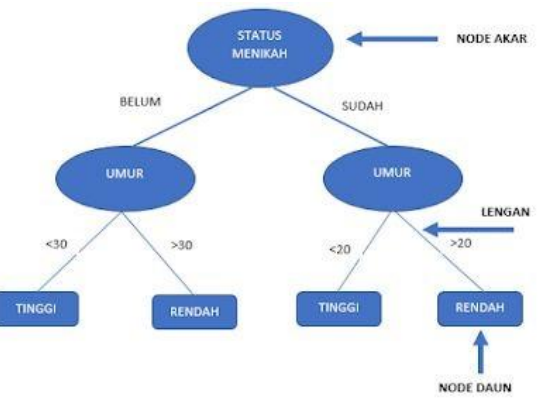 STATUS
MENIKAH
NODE AKAR
BELUM
SUDAH
UMUR
UMUR
LENGAN
<30
>30
<20
>20
TINGGI
RENDAH
TINGGI
RENDAH
NODE DAUN